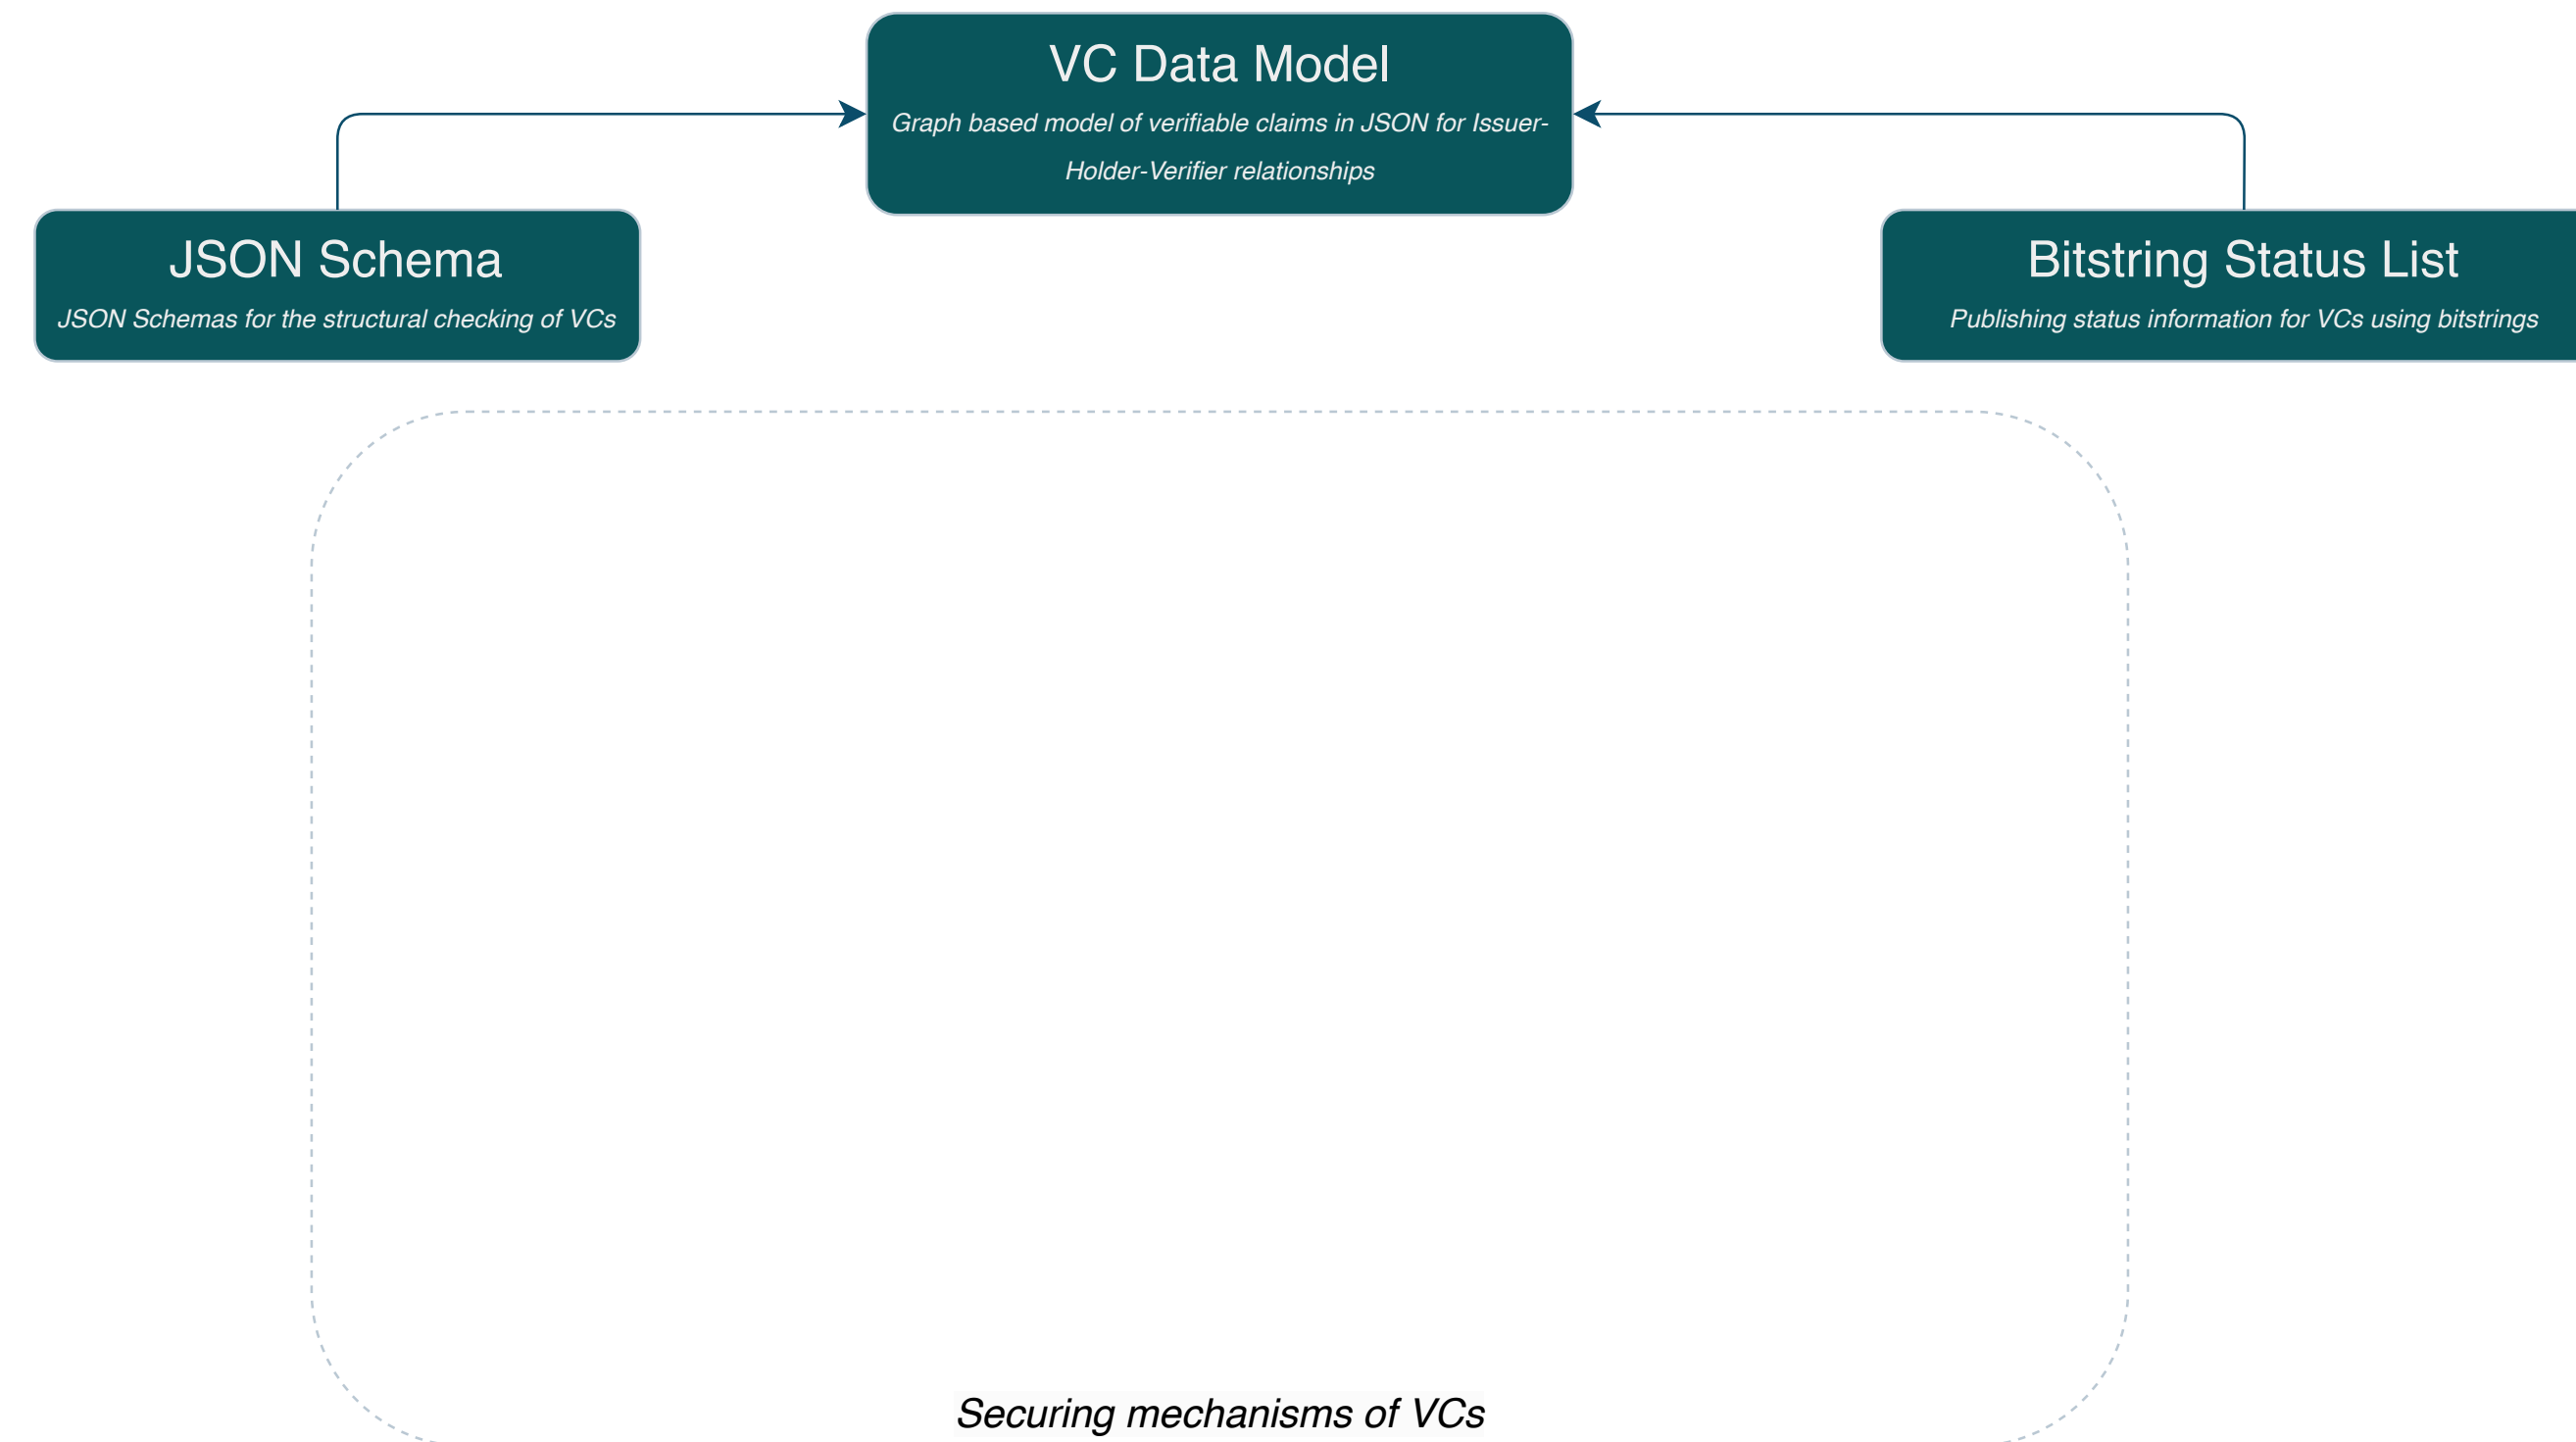 VC Data Model
Graph based model of verifiable claims in JSON for Issuer-
Holder-Verifier relationships
JSON Schema
JSON Schemas for the structural checking of VCs
Bitstring Status List
Publishing status information for VCs using bitstrings
Securing mechanisms of VCs